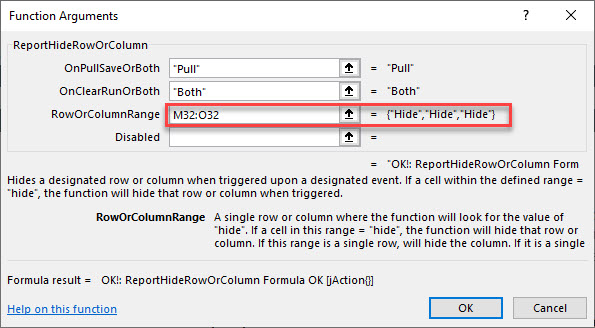 Function Arguments
ReportHideRowOrColumn
OnPullSaveOrBoth "Pull" = "Pull"
OnClearRunOrBoth "Both" = "Both"
RowOrColumnRange M32:O32 = {"Hide","Hide","Hide"}
Disabled =
= "OK!: ReportHideRowOrColumn Form
Hides a designated row or column when triggered upon a designated event. If a cell within the defined range =
"hide", the function will hide that row or column when triggered.
RowOrColumnRange A single row or column where the function will look for the value of
"hide". If a cell in this range = "hide", the function will hide that row or
column. If this range is a single row, will hide the column. If it is a single
Formula result = OK!: ReportHideRowOrColumn Formula OK [jAction{}]
Help on this function OK Cancel